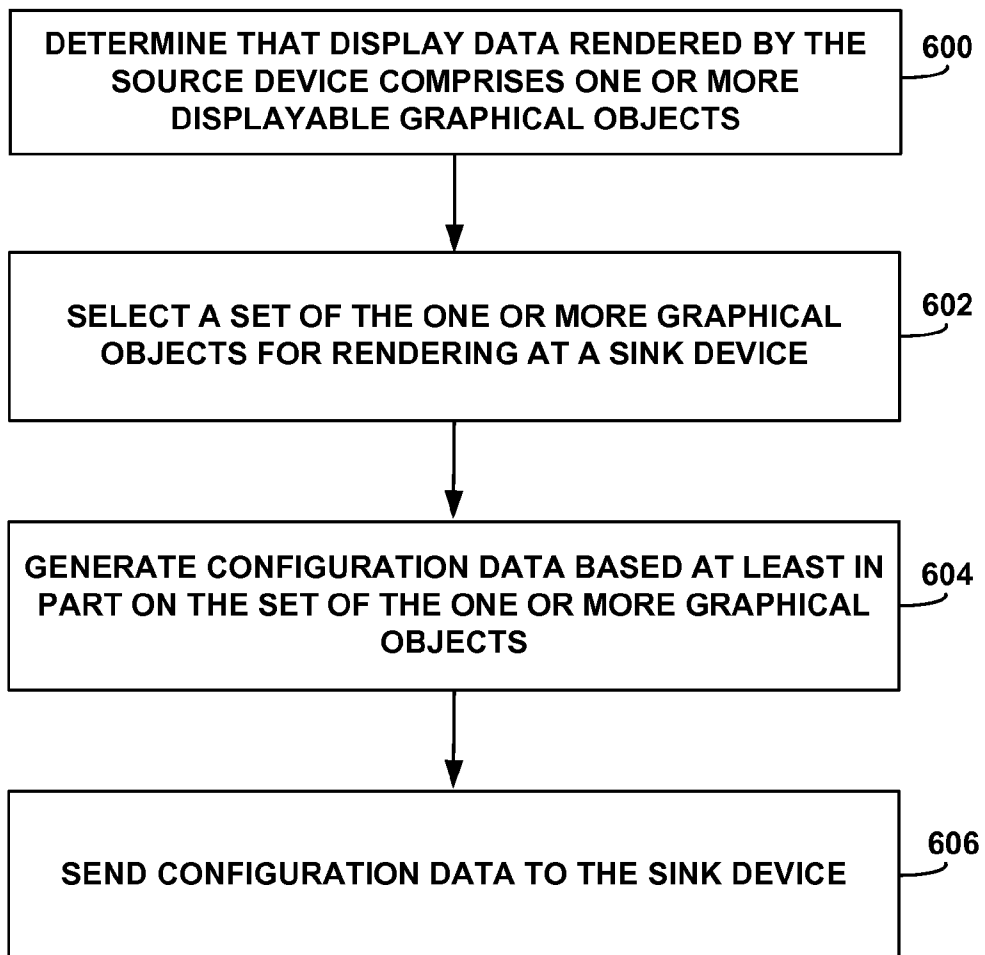 DETERMINE THAT DISPLAY DATA RENDERED BY THE
SOURCE DEVICE COMPRISES ONE OR MORE
DISPLAYABLE GRAPHICAL OBJECTS
600
SELECT A SET OF THE ONE OR MORE GRAPHICAL
OBJECTS FOR RENDERING AT A SINK DEVICE
602
GENERATE CONFIGURATION DATA BASED AT LEAST IN
PART ON THE SET OF THE ONE OR MORE GRAPHICAL
OBJECTS
604
SEND CONFIGURATION DATA TO THE SINK DEVICE
606